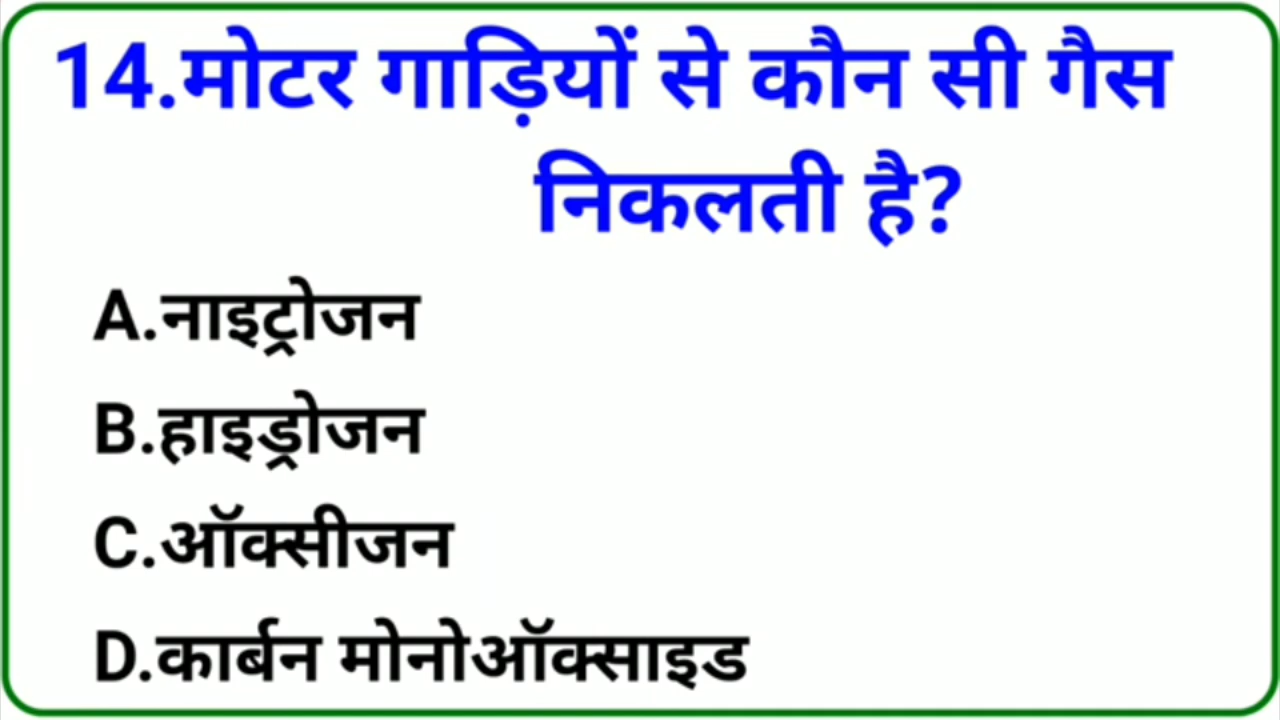 14.मोटर गाड़ियों से कौन सी गैस
निकलती है?
A.नाइट्रोजन
B.हाइड्रोजन
C.ऑक्सीजन
D.कार्बन मोनोऑक्साइड